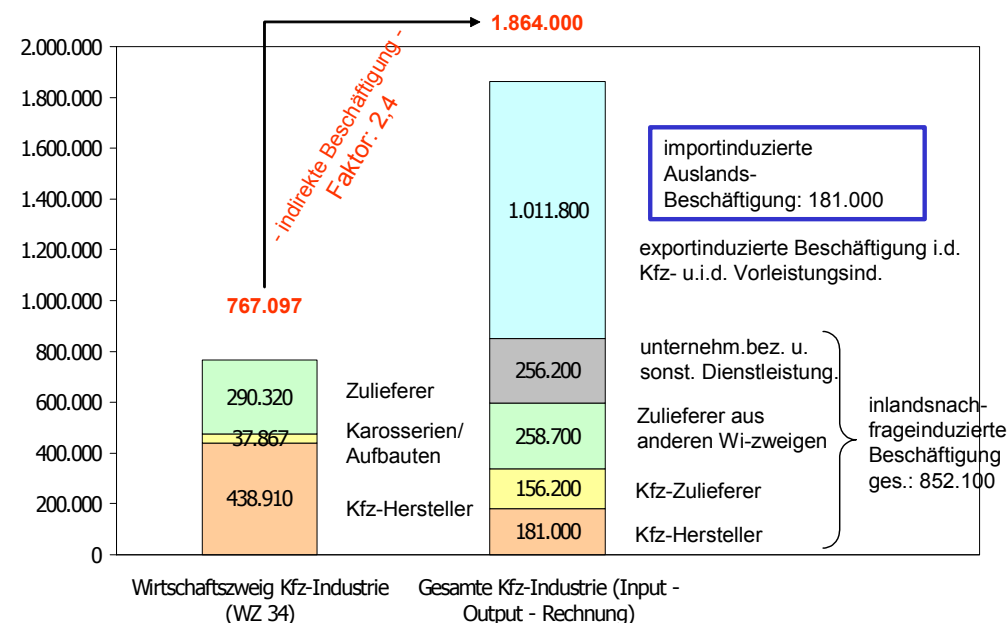 1.864.000
2.000.000
1.800.000
1.600.000
1.400.000
1.200.000
1.000.000
800.000
600.000
400.000
200.000
0
- indirekte Beschäftigung -
Faktor: 2,4
767.097
290.320
37.867
438.910
Zulieferer
Karosserien/
Aufbauten
Kfz-Hersteller
1.011.800
256.200
258.700
156.200
181.000
importinduzierte
Auslands-
Beschäftigung: 181.000
exportinduzierte Beschäftigung i.d.
Kfz- u.i.d. Vorleistungsind.
unternehm.bez. u.
sonst. Dienstleistung.
Zulieferer aus
anderen Wi-zweigen
Kfz-Zulieferer
Kfz-Hersteller
inlandsnach-
frageinduzierte
Beschäftigung
ges.: 852.100
Wirtschaftszweig Kfz-Industrie
(WZ 34)
Gesamte Kfz-Industrie (Input -
Output - Rechnung)